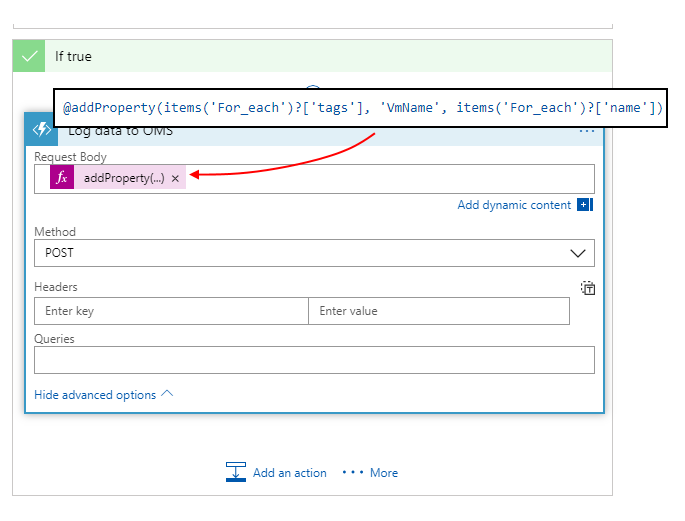 If true
@addProperty(items('For_each')?['tags'], 'VmName', items('For_each')?['name'])
Log data to OMS
Request Body
fx addProperty(...) ×
Add dynamic content
Method
POST
Headers
Enter key Enter value
Queries
Hide advanced options
Add an action ··· More